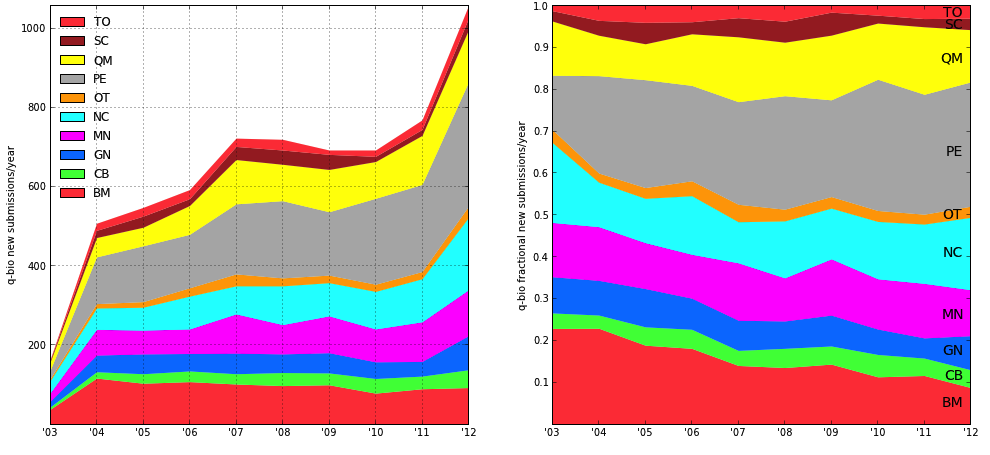 q-bio new submissions/year
1000
800
600
400
200
TO
SC
QM
PE
OT
NC
MN
GN
CB
BM
'03 '04 '05 '06 '07 '08 '09 '10 '11 '12
q-bio fractional new submissions/year
1.0
0.9
0.8
0.7
0.6
0.5
0.4
0.3
0.2
0.1
TO
SC
QM
PE
OT
NC
MN
GN
CB
BM
'03 '04 '05 '06 '07 '08 '09 '10 '11 '12